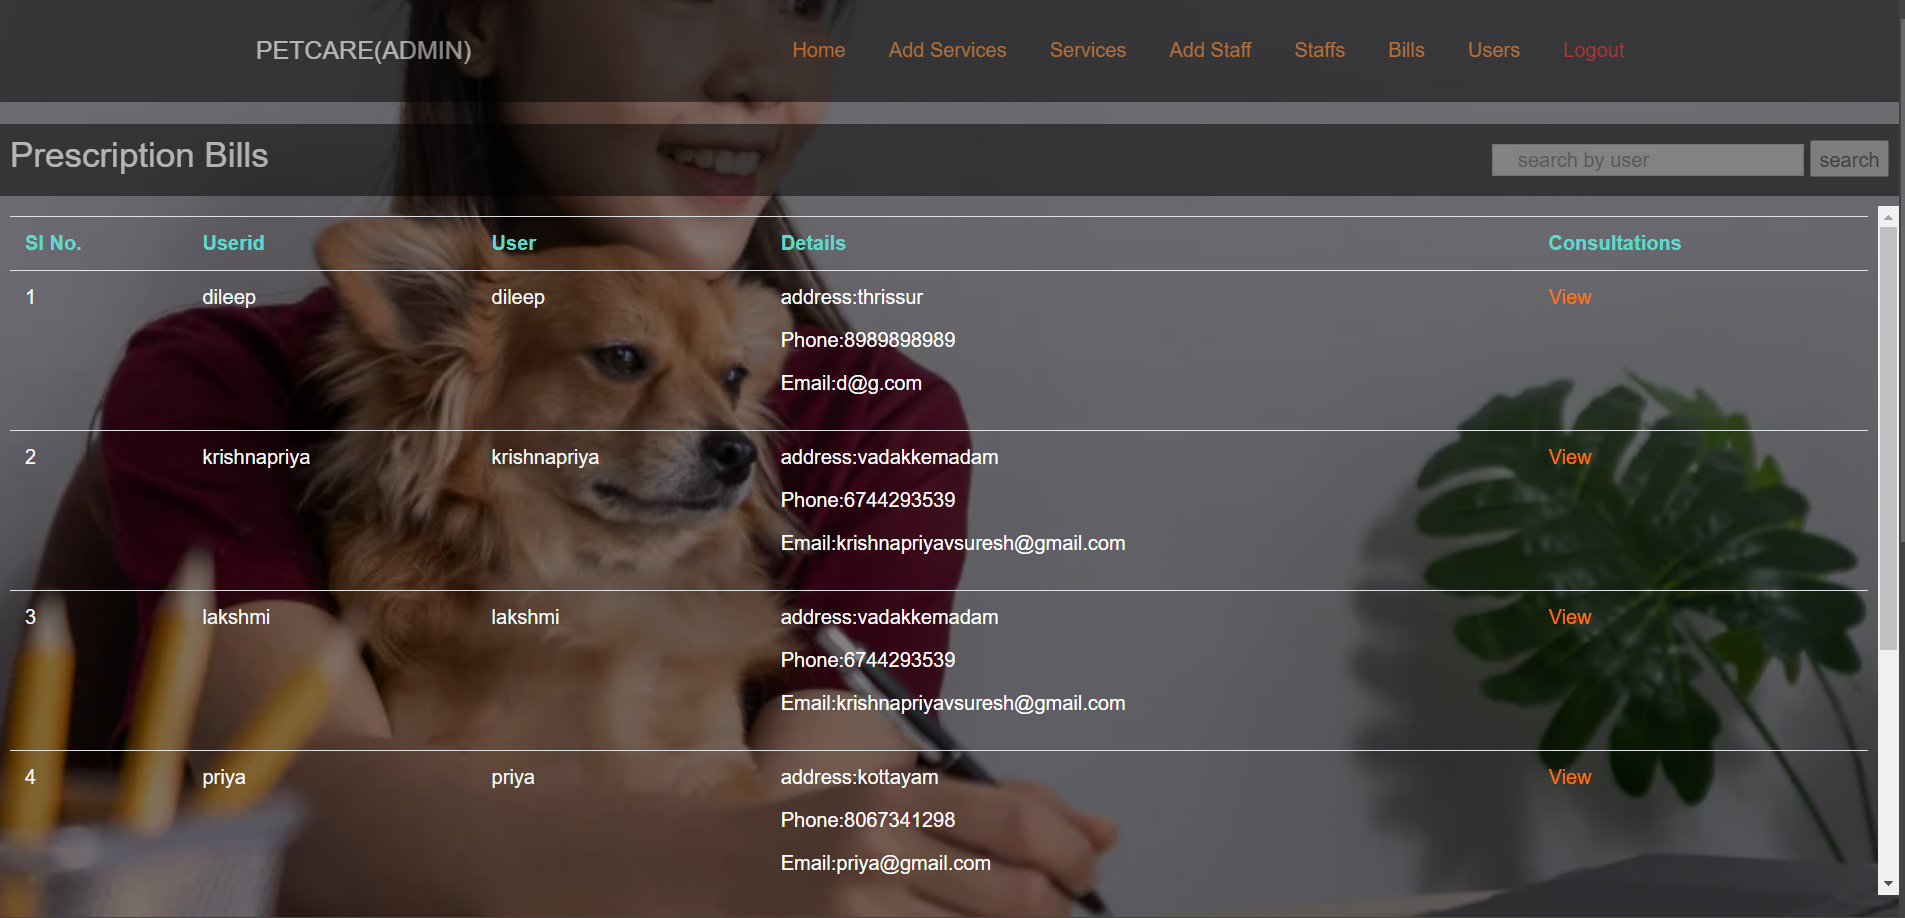 PETCARE(ADMIN) Home Add Services Services Add Staff Staffs Bills Users Logout
Prescription Bills search by user search
Sl No. Userid User Details Consultations
1 dileep dileep address:thrissur View
Phone:8989898989
Email:d@g.com
2 krishnapriya krishnapriya address:vadakkemadam View
Phone:6744293539
Email:krishnapriyavsuresh@gmail.com
3 lakshmi lakshmi address:vadakkemadam View
Phone:6744293539
Email:krishnapriyavsuresh@gmail.com
4 priya priya address:kottayam View
Phone:8067341298
Email:priya@gmail.com